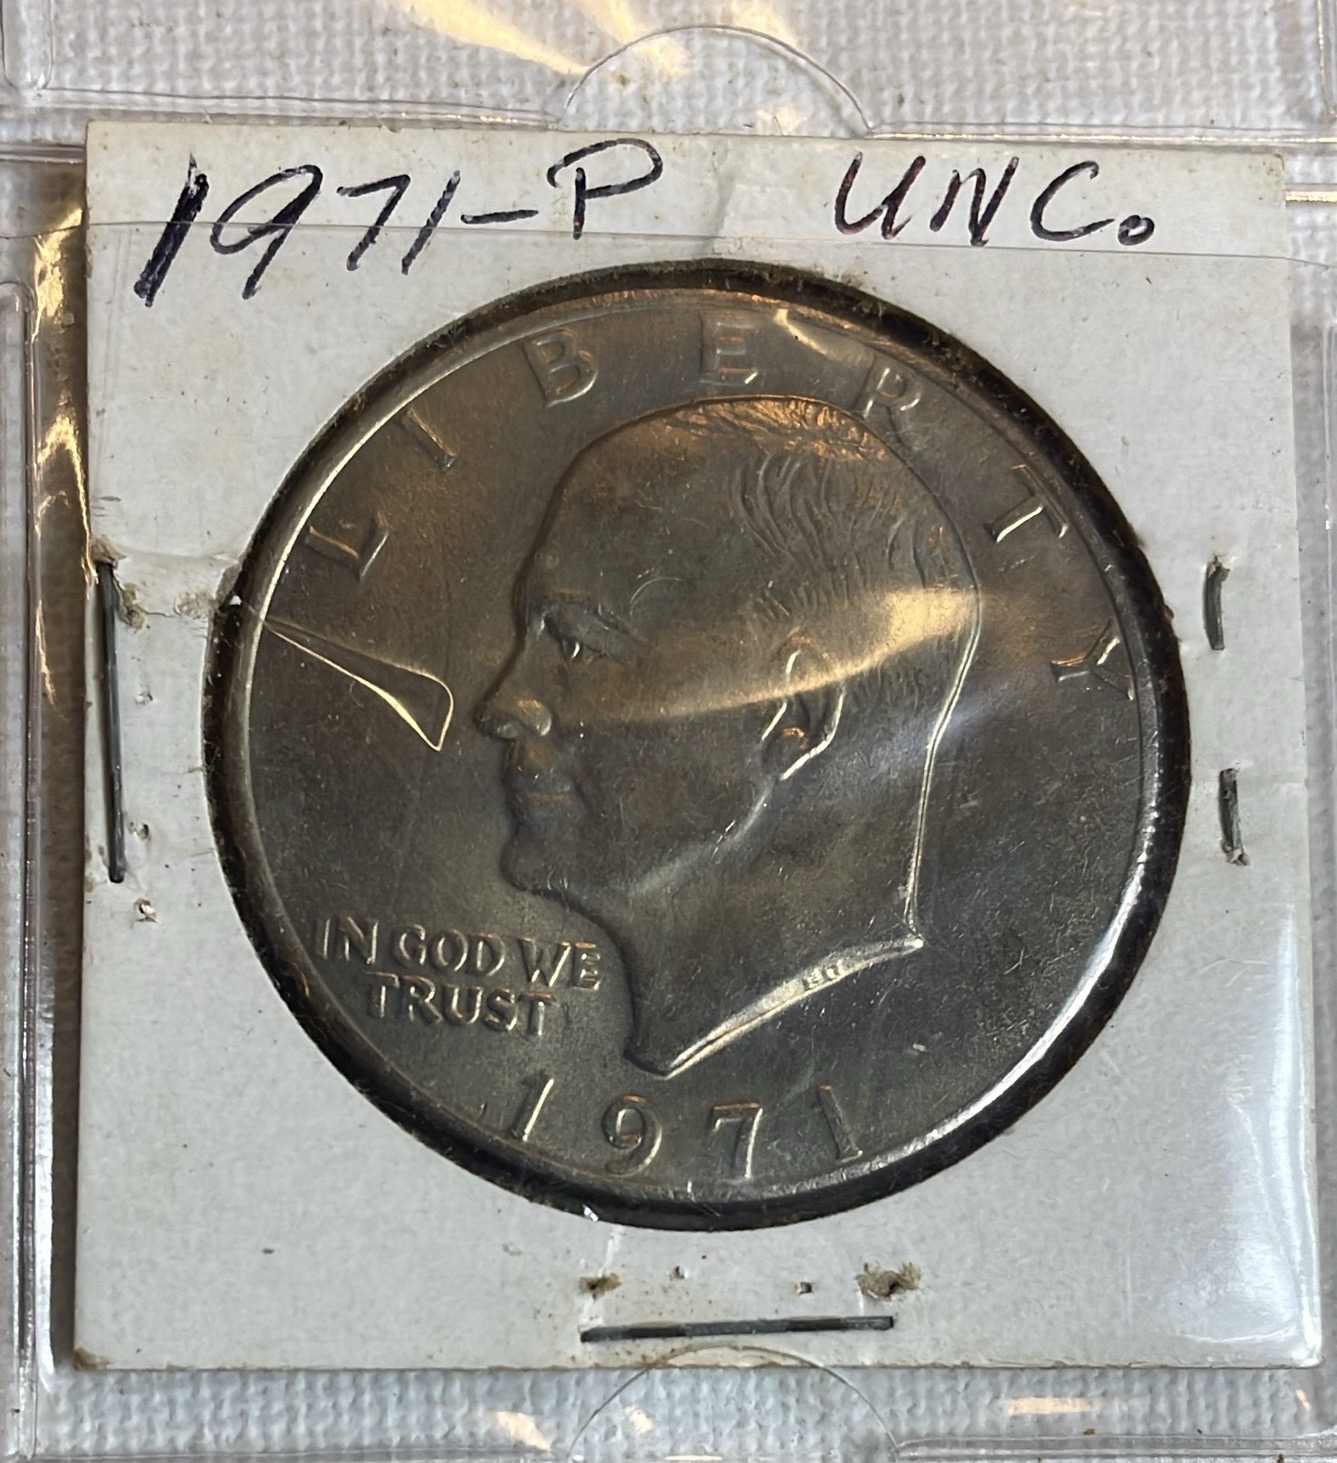 1971-P UNC.
LIBERTY
IN GOD WE
TRUST
1971